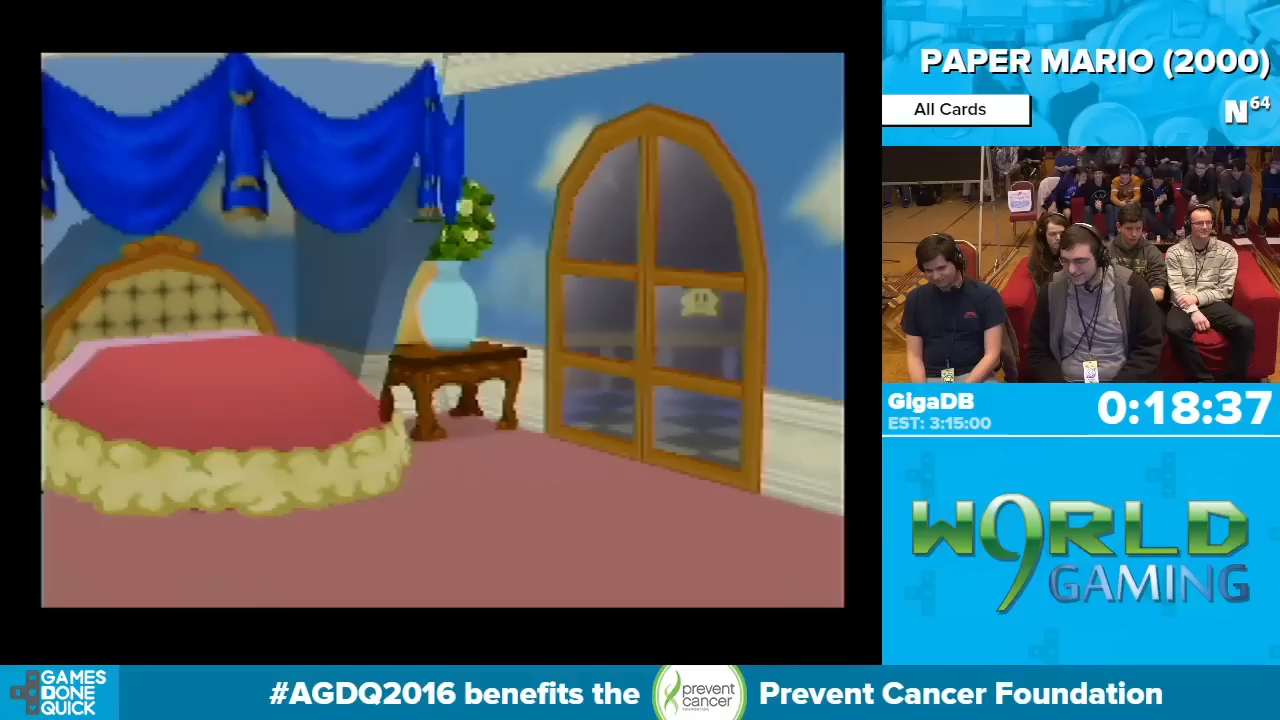 PAPER MARIO (2000)
All Cards
N64
GigaDB
EST: 3:15:00
0:18:37
W9RLD
GAMING
GAMES
DONE
QUICK
#AGDQ2016 benefits the
prevent
cancer
FOUNDATION
Prevent Cancer Foundation